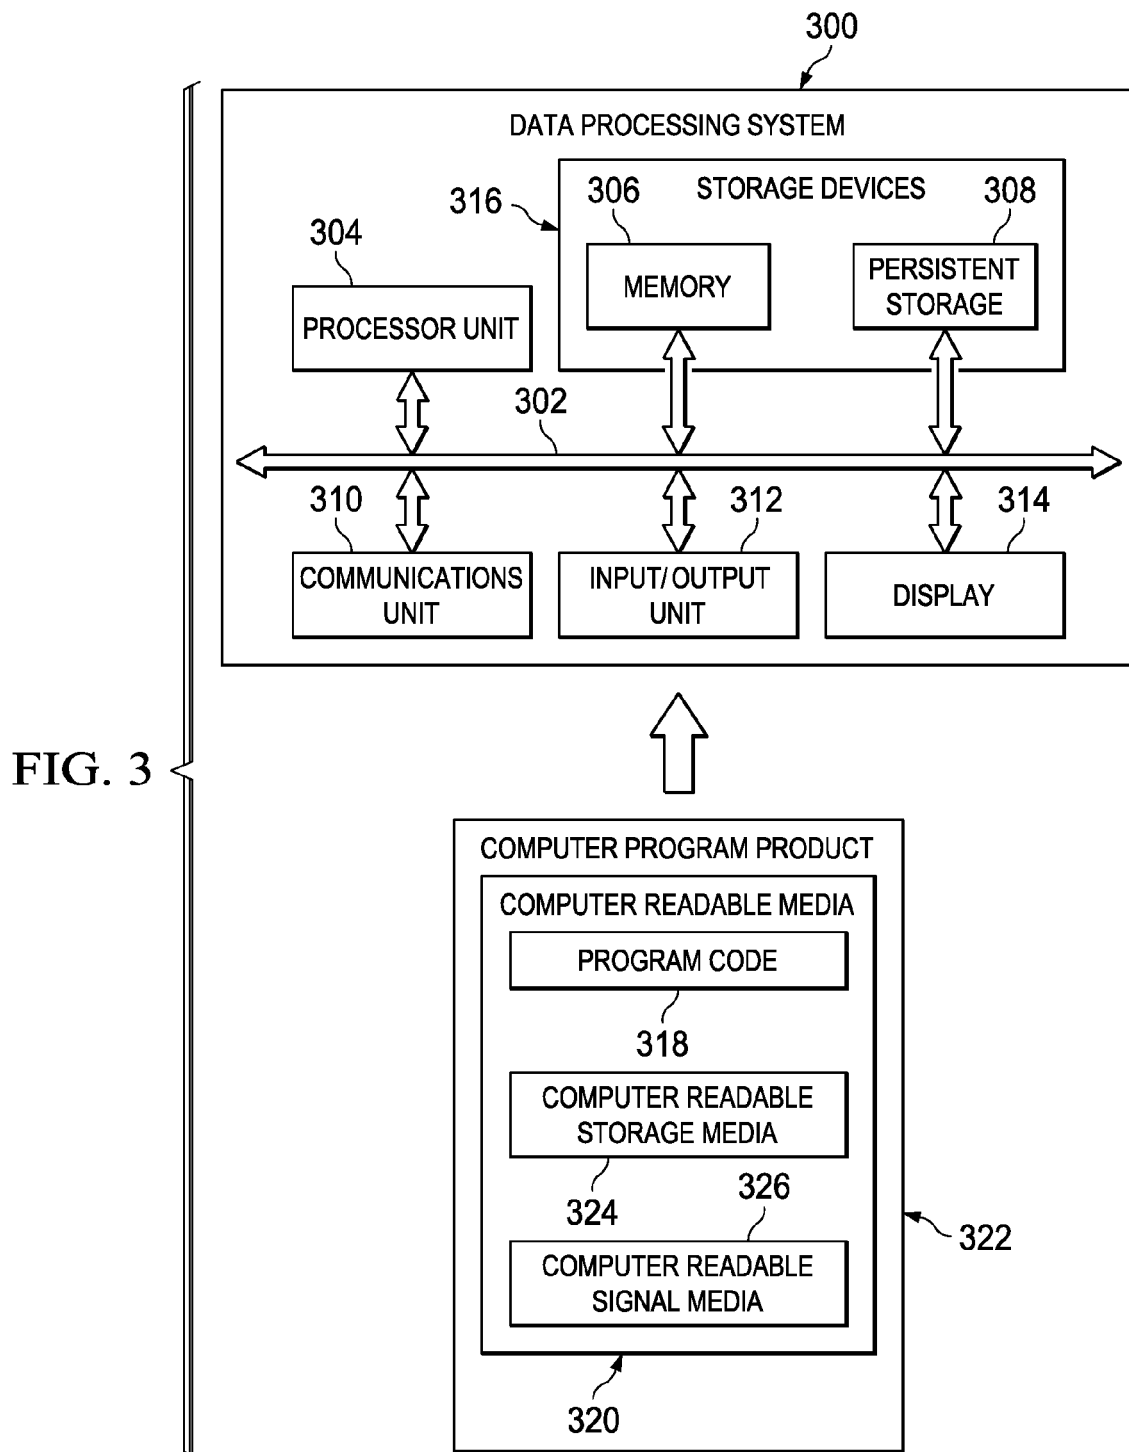 300
DATA PROCESSING SYSTEM
316
306
STORAGE DEVICES
308
304
MEMORY
PERSISTENT
STORAGE
PROCESSOR UNIT
302
310
312
314
COMMUNICATIONS
UNIT
INPUT/ OUTPUT
UNIT
DISPLAY
FIG. 3
COMPUTER PROGRAM PRODUCT
COMPUTER READABLE MEDIA
PROGRAM CODE
318
COMPUTER READABLE
STORAGE MEDIA
324
326
322
COMPUTER READABLE
SIGNAL MEDIA
320